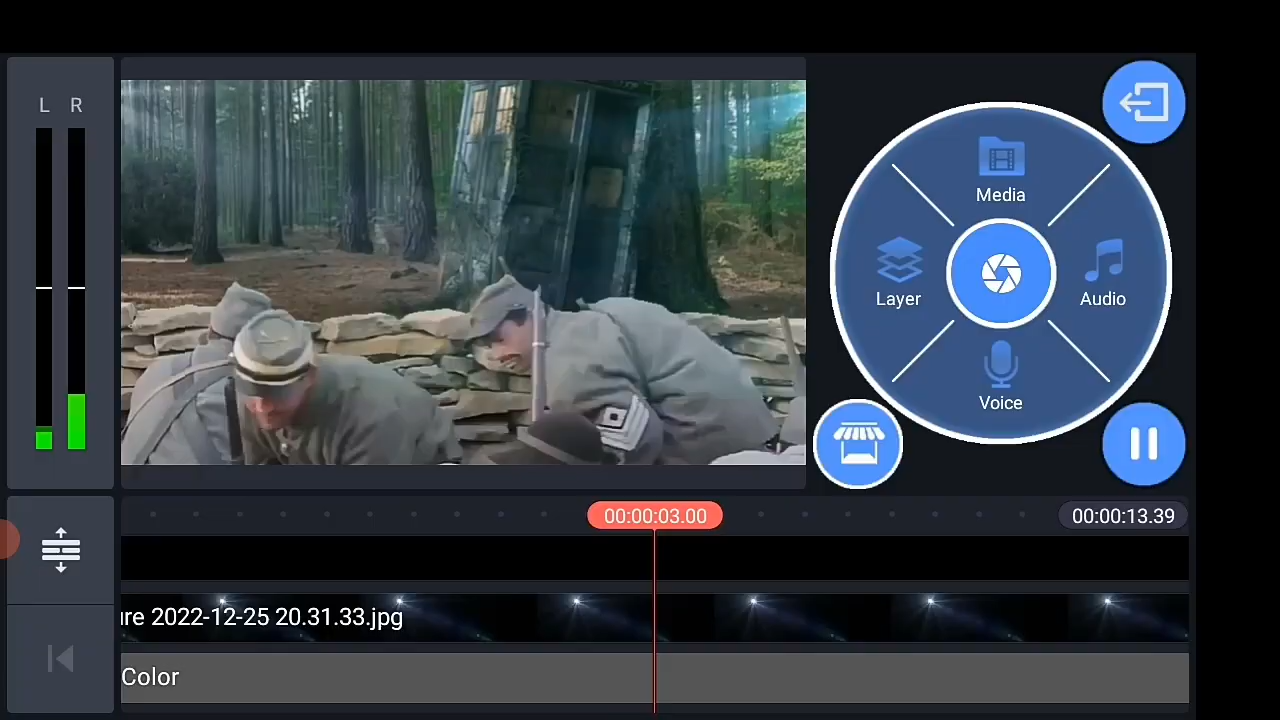 L R
Media
Layer
Audio
Voice
00:00:03.00
00:00:13.39
ure 2022-12-25 20.31.33.jpg
Color